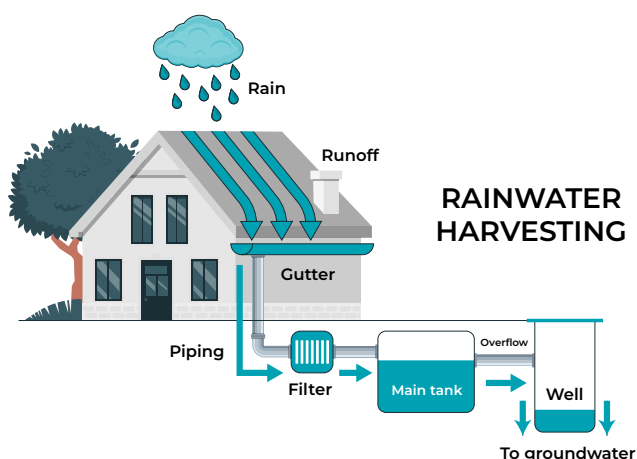 Rain
Runoff
RAINWATER
HARVESTING
Gutter
Piping
Filter
Main tank
Overflow
Well
To groundwater